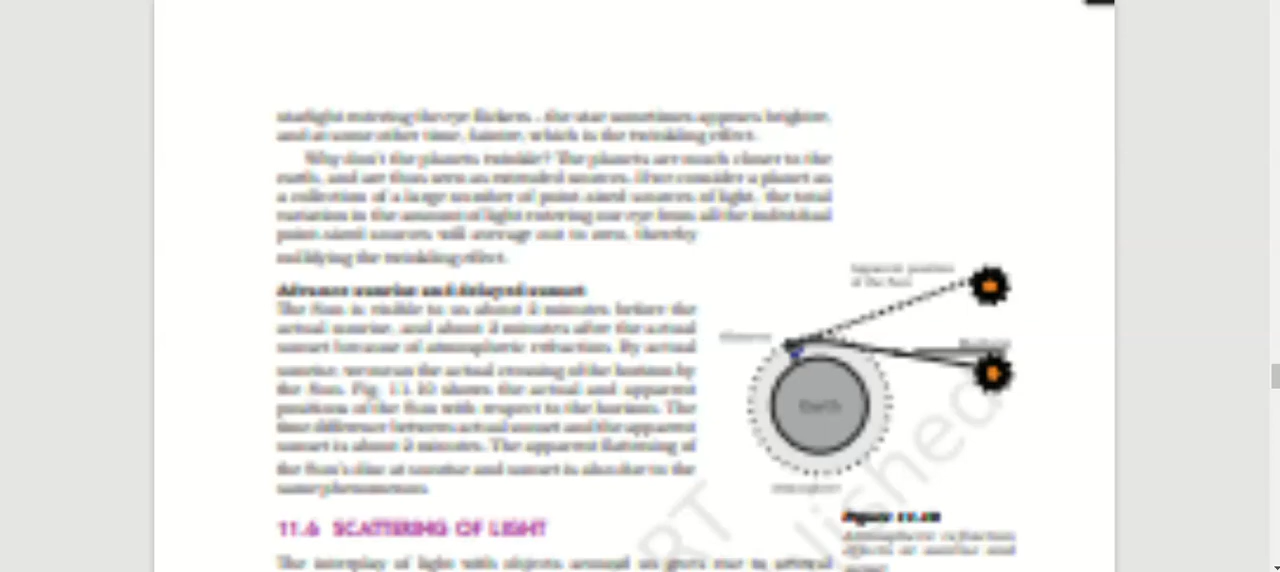 starlight entering the eye flickers – the star sometimes appears brighter,
and at some other time, fainter, which is the twinkling effect.
Why don't the planets twinkle? The planets are much closer to the
earth, and are thus seen as extended sources. If we consider a planet as
a collection of a large number of point-sized sources of light, the total
variation in the amount of light entering our eye from all the individual
point-sized sources will average out to zero, thereby
nullifying the twinkling effect.
Advance sunrise and delayed sunset
The Sun is visible to us about 2 minutes before the
actual sunrise, and about 2 minutes after the actual
sunset because of atmospheric refraction. By actual
sunrise, we mean the actual crossing of the horizon by
the Sun. Fig. 11.10 shows the actual and apparent
positions of the Sun with respect to the horizon. The
time difference between actual sunset and the apparent
sunset is about 2 minutes. The apparent flattening of
the Sun's disc at sunrise and sunset is also due to the
same phenomenon.
Apparent position
of the Sun
Observer
Horizon
Earth
Atmosphere
Figure 11.10
Atmospheric refraction
effects at sunrise and
sunset
11.6 SCATTERING OF LIGHT
The interplay of light with objects around us gives rise to several